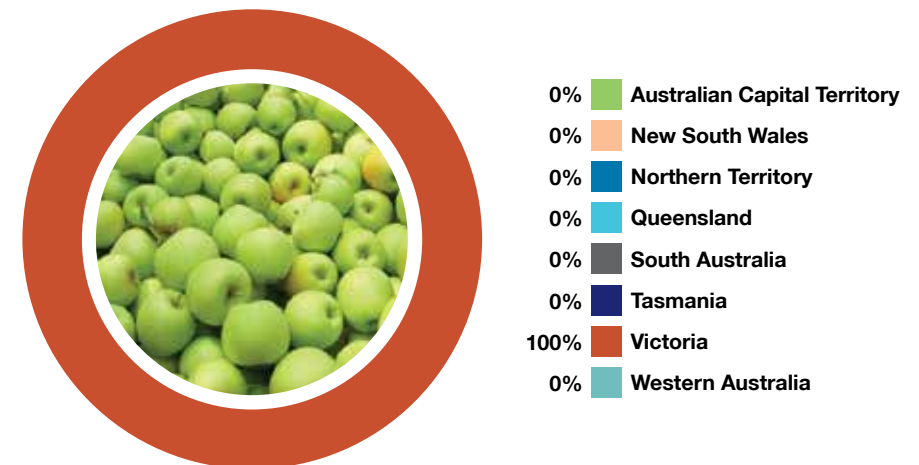 0% Australian Capital Territory
0% New South Wales
0% Northern Territory
0% Queensland
0% South Australia
0% Tasmania
100% Victoria
0% Western Australia